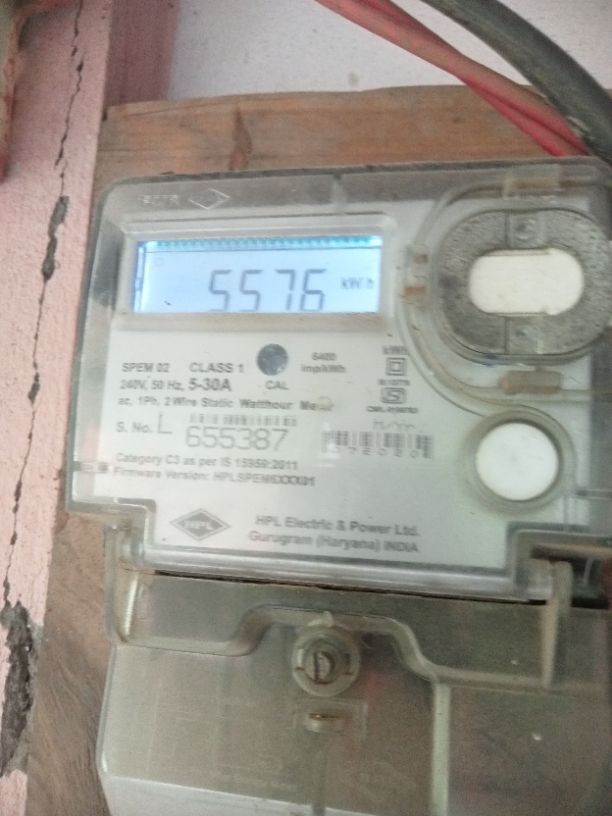 5576 kWh
SPEM 02 CLASS 1 6400
240V, 50 Hz, 5-30A CAL imp/kWh
ac, 1Ph, 2 Wire Static Watthour Meter
S. No. L 655387
Category C3 as per IS 15959:2011
Firmware Version: HPLSPEM6XXX01
HPL HPL Electric & Power Ltd.
Gurugram (Haryana) INDIA